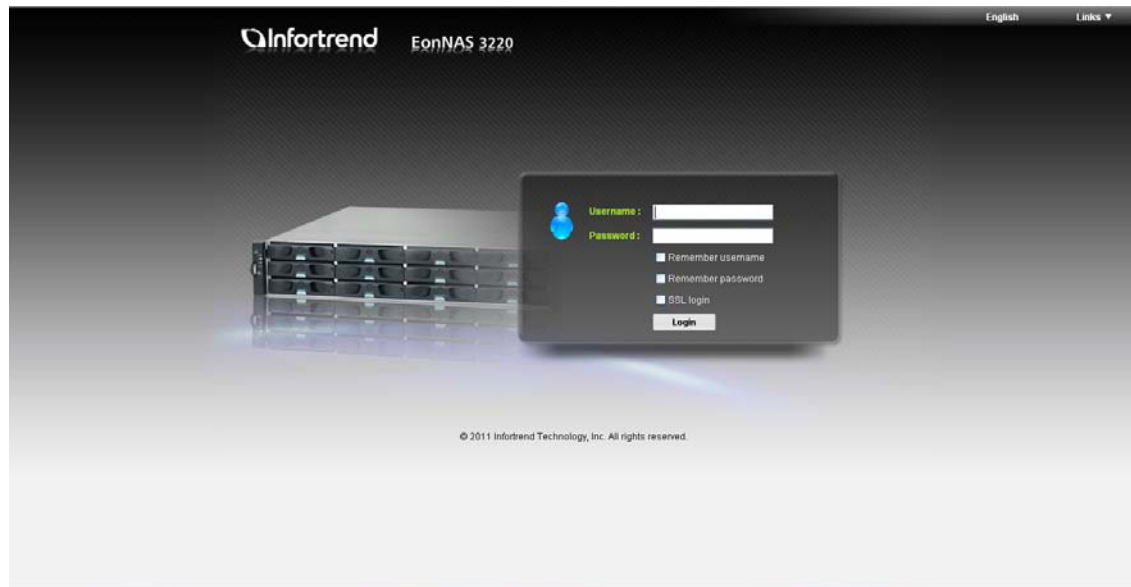 English Links ▼
Infortrend EonNAS 3220
Username :
Password :
Remember username
Remember password
SSL login
Login
© 2011 Infortrend Technology, Inc. All rights reserved.